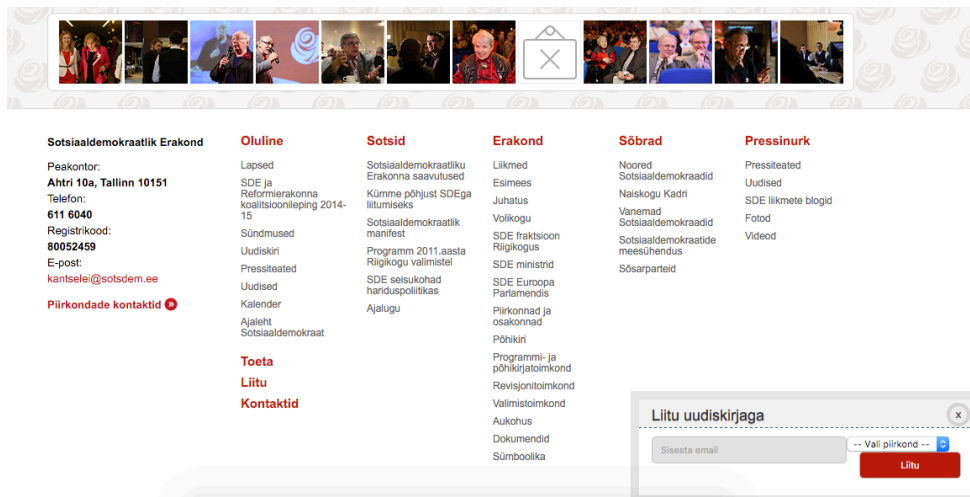 Sotsiaaldemokraatlik Erakond
Peakontor:
Ahtri 10a, Tallinn 10151
Telefon:
611 6040
Registrikood:
80052459
E-post:
kantselei@sotsdem.ee
Piirkondade kontaktid
Oluline
Lapsed
SDE ja
Reformierakonna
koalitsioonileping 2014-
15
Sündmused
Uudiskiri
Pressiteated
Uudised
Kalender
Ajaleht
Sotsiaaldemokraat
Toeta
Liitu
Kontaktid
Sotsid
Sotsiaaldemokraatliku
Erakonna saavutused
Kümme põhjust SDEga
liitumiseks
Sotsiaaldemokraatlik
manifest
Programm 2011.aasta
Riigikogu valimistel
SDE seisukohad
hariduspoliitikas
Ajalugu
Erakond
Liikmed
Esimees
Juhatus
Volikogu
SDE fraktsioon
Riigikogus
SDE ministrid
SDE Euroopa
Parlamendis
Piirkonnad ja
osakonnad
Põhikiri
Programmi- ja
põhikirjatoimkond
Revisjonitoimkond
Valimistoimkond
Aukohus
Dokumendid
Sümboolika
Sõbrad
Noored
Sotsiaaldemokraadid
Naiskogu Kadri
Vanemad
Sotsiaaldemokraadid
Sotsiaaldemokraatide
meesühendus
Sõsarparteid
Pressinurk
Pressiteated
Uudised
SDE liikmete blogid
Fotod
Videod
Liitu uudiskirjaga
x
Sisesta email
-- Vali piirkond --
Liitu